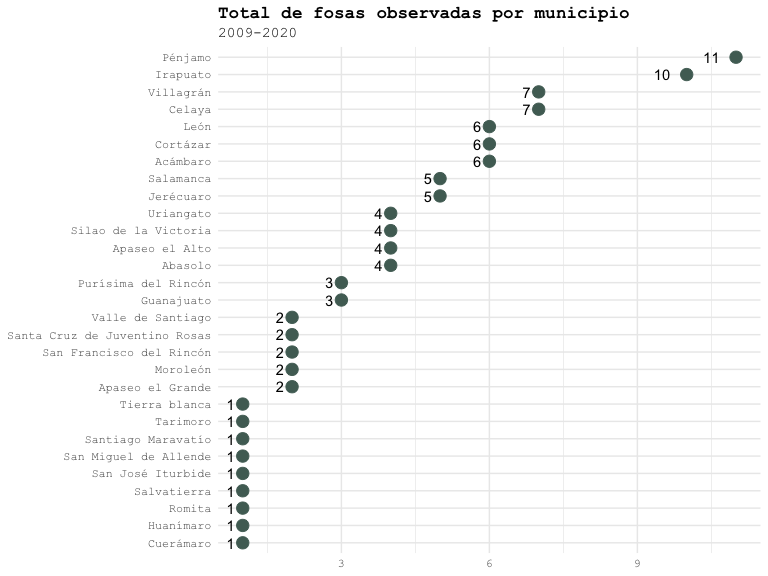 Total de fosas observadas por municipio
2009-2020
Pénjamo 11
Irapuato 10
Villagrán 7
Celaya 7
León 6
Cortázar 6
Acámbaro 6
Salamanca 5
Jerécuaro 5
Uriangato 4
Silao de la Victoria 4
Apaseo el Alto 4
Abasolo 4
Purísima del Rincón 3
Guanajuato 3
Valle de Santiago 2
Santa Cruz de Juventino Rosas 2
San Francisco del Rincón 2
Moroleón 2
Apaseo el Grande 2
Tierra blanca 1
Tarimoro 1
Santiago Maravatío 1
San Miguel de Allende 1
San José Iturbide 1
Salvatierra 1
Romita 1
Huanímaro 1
Cuerámaro 1
3 6 9